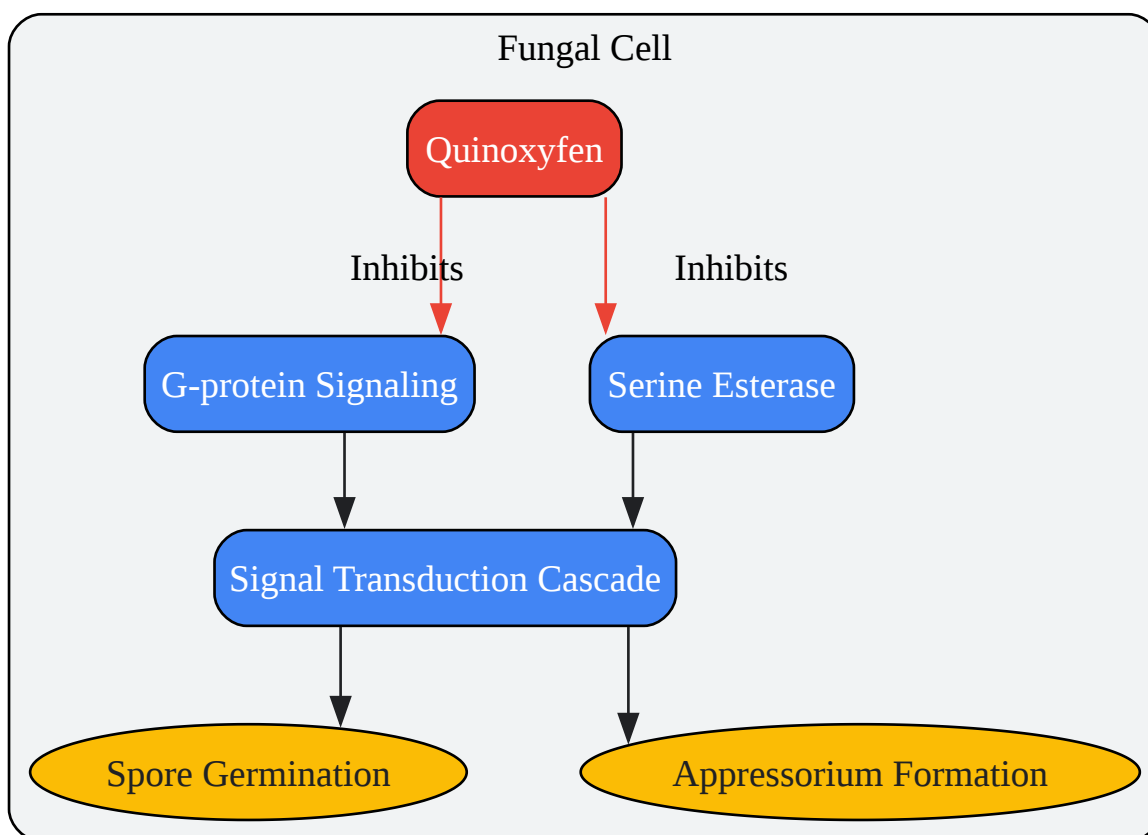 Fungal Cell
Quinoxyfen
Inhibits
Inhibits
G-protein Signaling
Serine Esterase
Signal Transduction Cascade
Spore Germination
Appressorium Formation